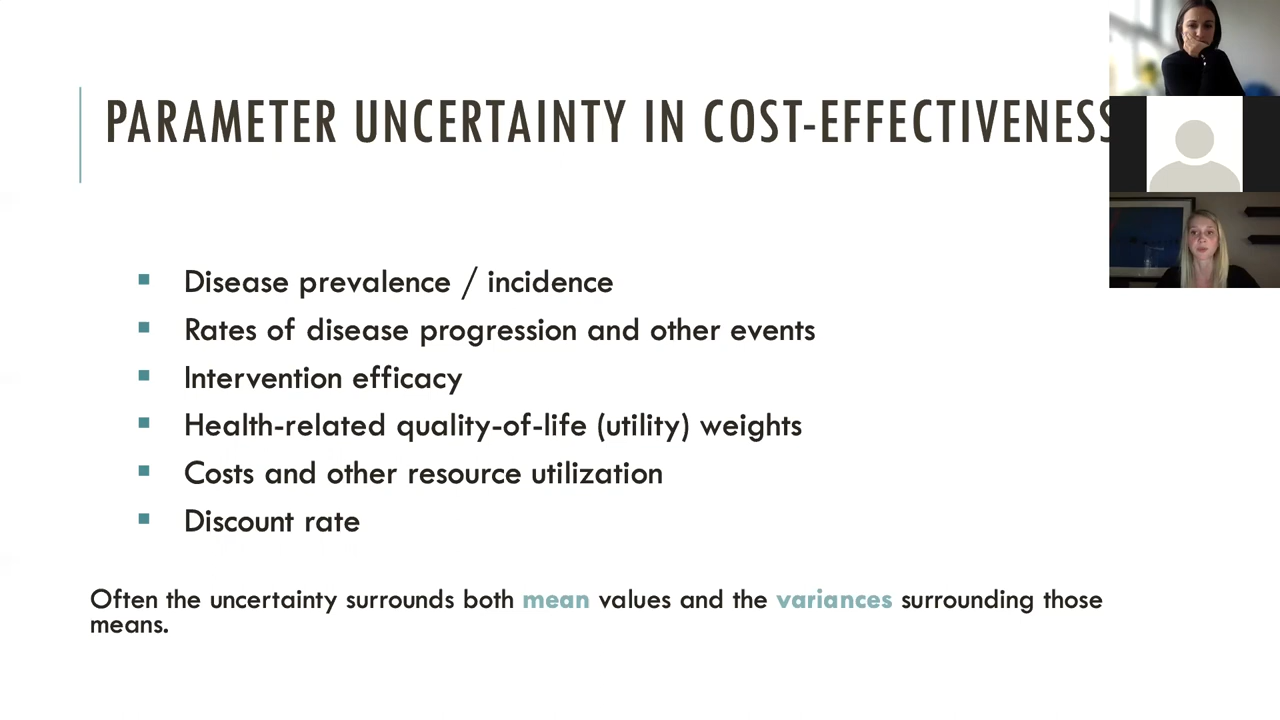 PARAMETER UNCERTAINTY IN COST-EFFECTIVENESS
Disease prevalence / incidence
Rates of disease progression and other events
Intervention efficacy
Health-related quality-of-life (utility) weights
Costs and other resource utilization
Discount rate
Often the uncertainty surrounds both mean values and the variances surrounding those
means.